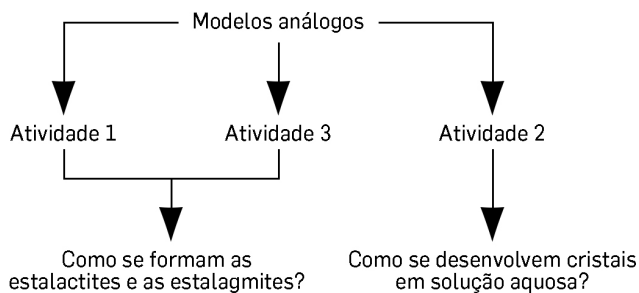 Modelos análogos
Atividade 1
Atividade 3
Atividade 2
Como se formam as
estalactites e as estalagmites?
Como se desenvolvem cristais
em solução aquosa?